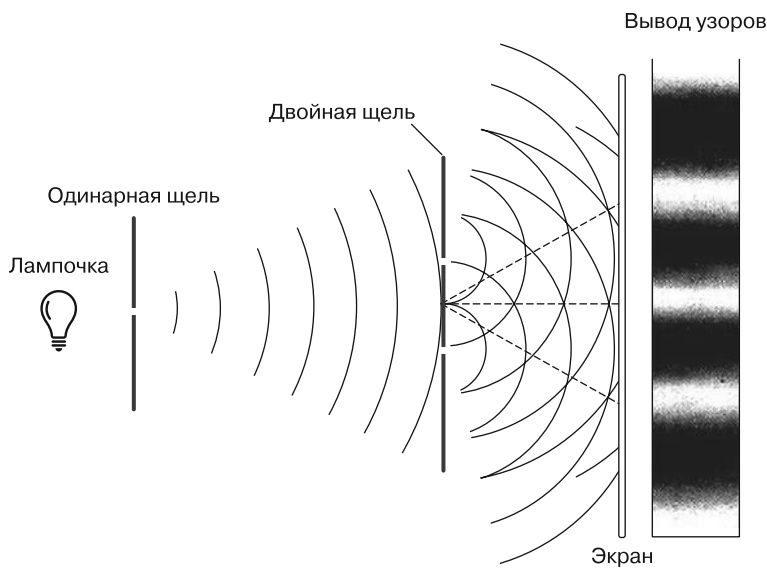 Вывод узоров
Двойная щель
Одинарная щель
Лампочка
Экран